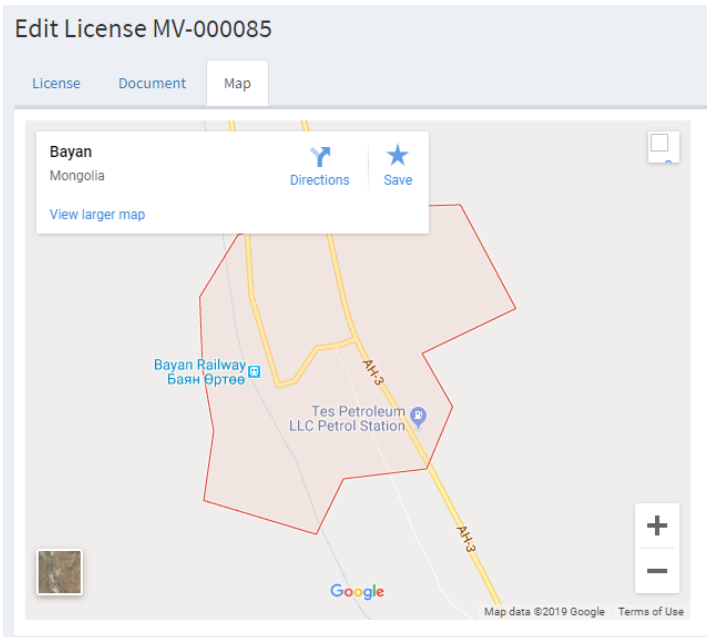 Edit License MV-000085
License Document Map
Bayan
Mongolia
Directions
Save
View larger map
Bayan Railway
Баян Өртөө
AH-3
Tes Petroleum
LLC Petrol Station
AH-3
Google
Map data ©2019 Google Terms of Use